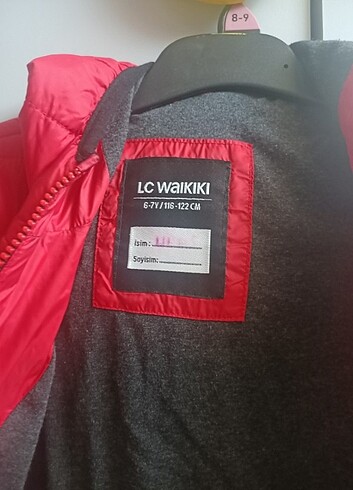 8-9
LC WAIKIKI
6-7Y / 116-122 CM
İsim :
Soyisim: